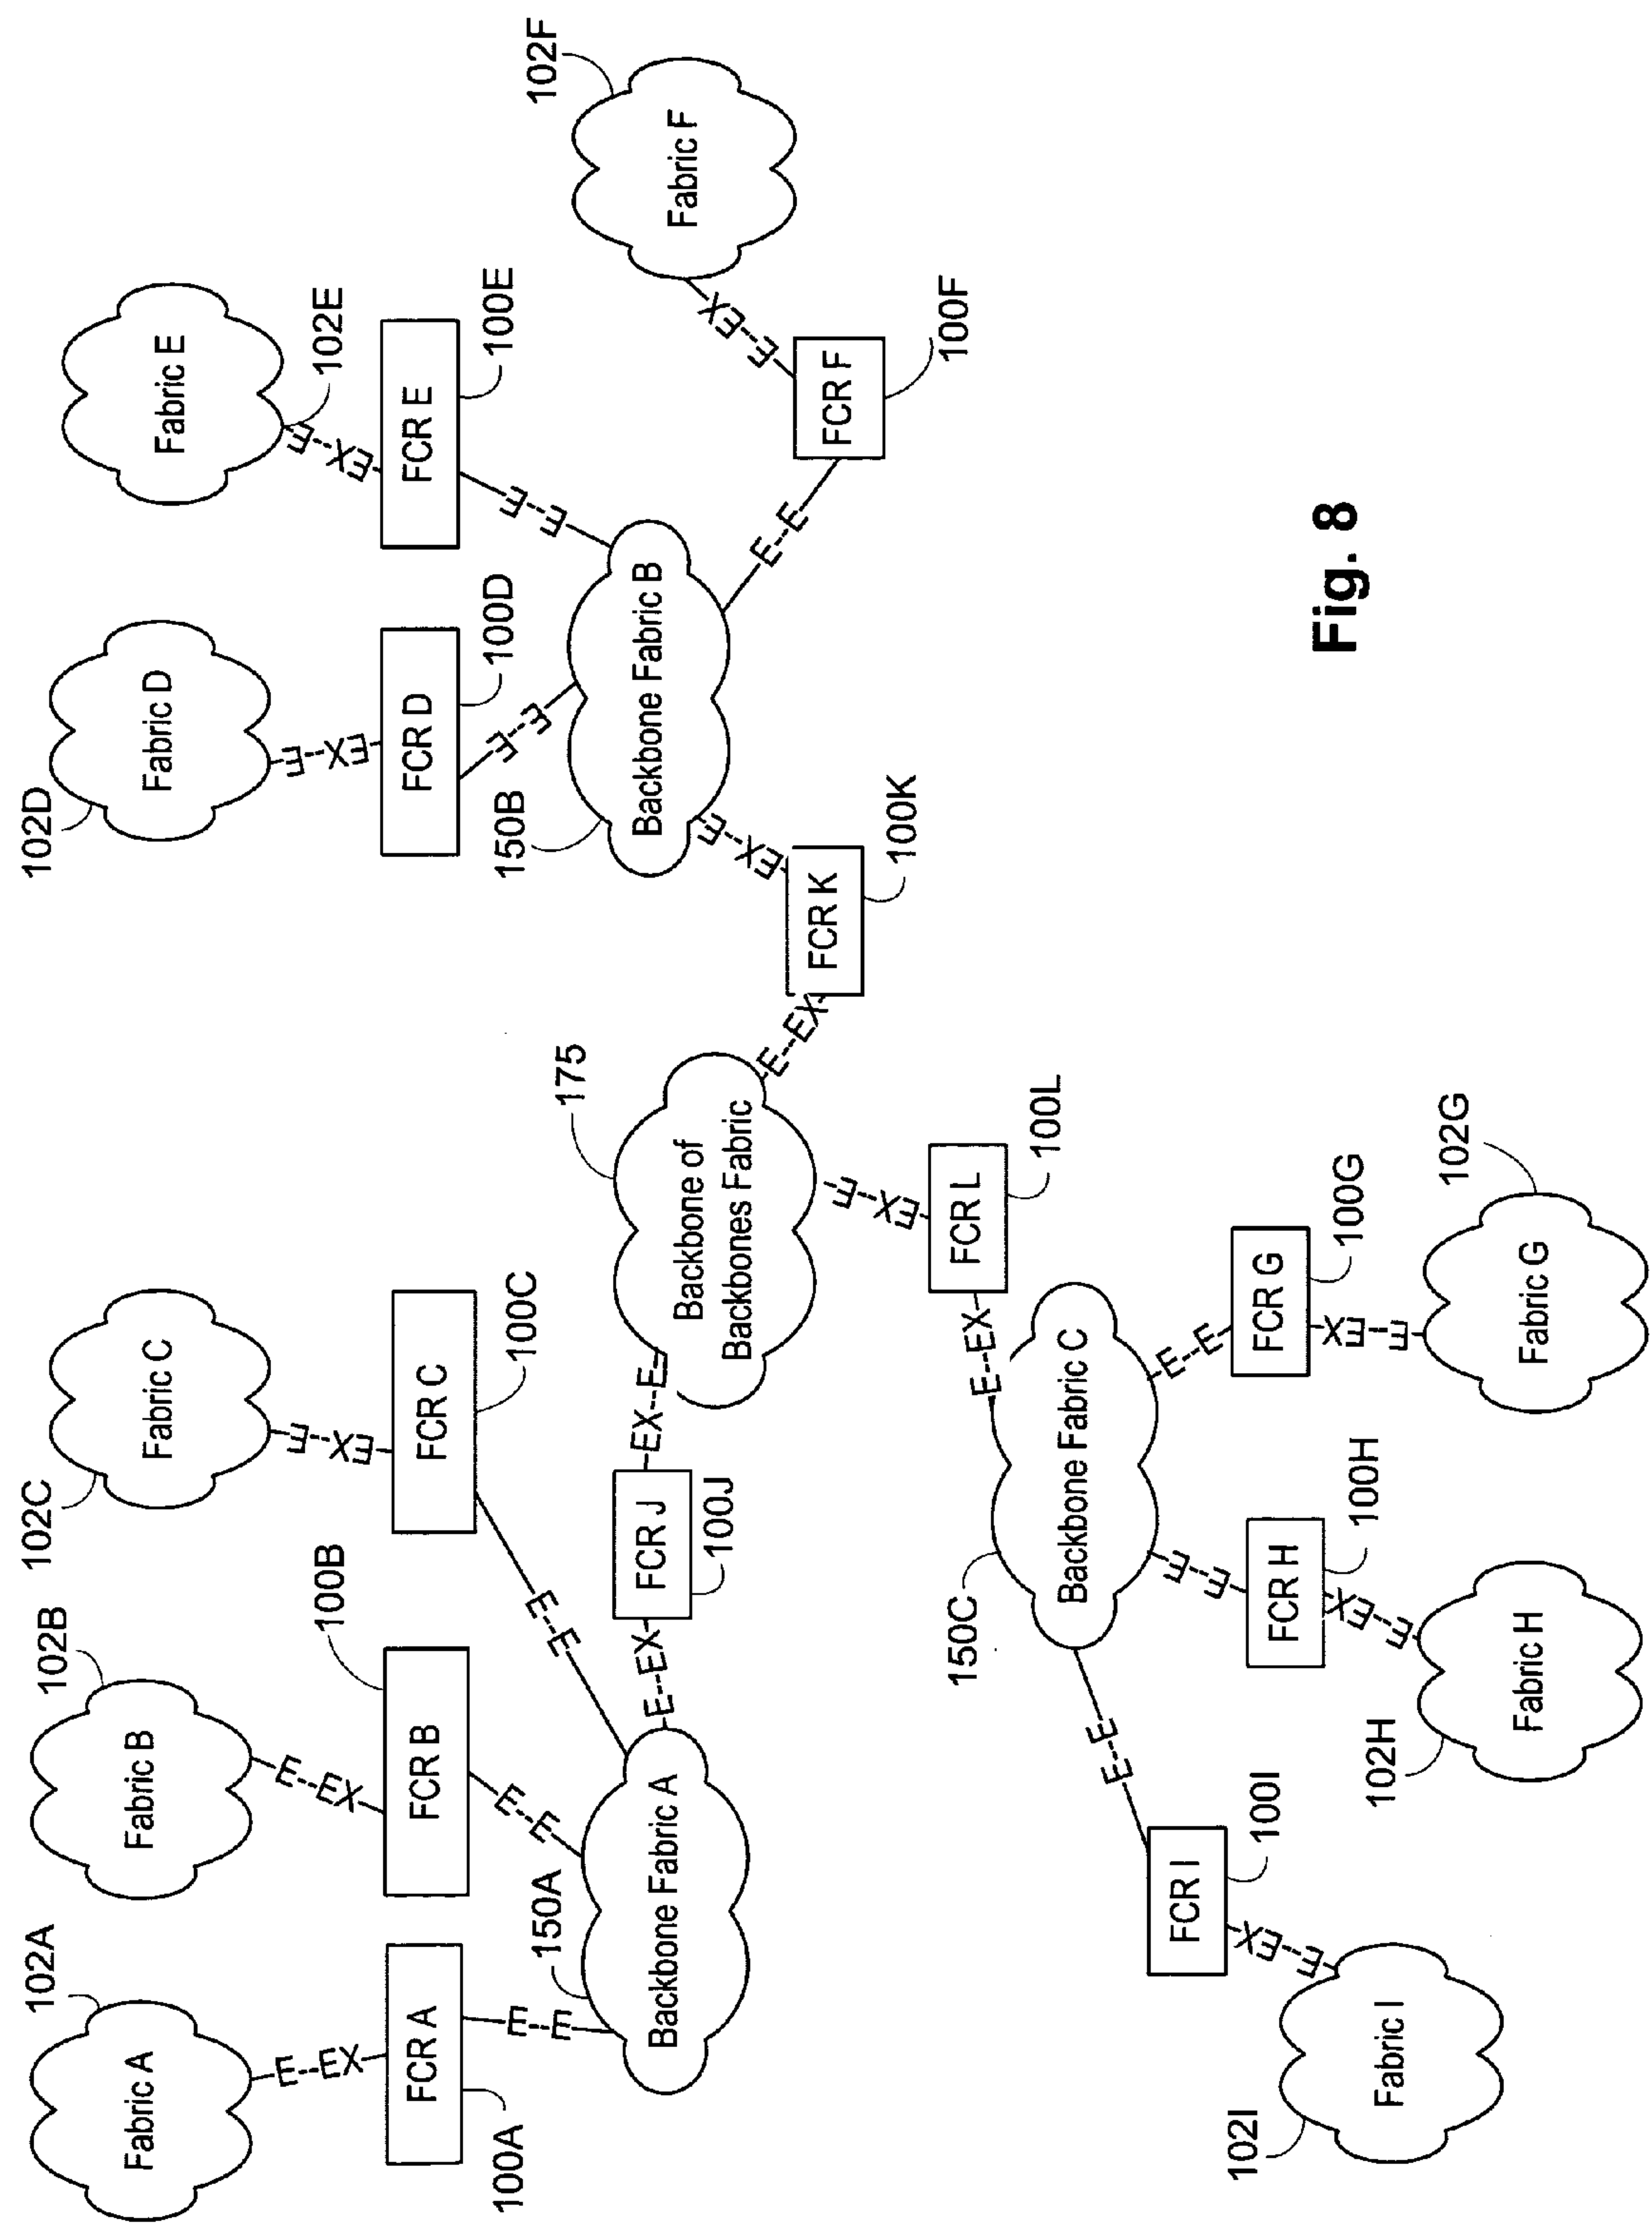 102A
102B
102C
102D
Fabric A
Fabric B
Fabric C
Fabric D
Fabric E
E--EX
E--EX
E--EX
E--EX
E--EX
102E
100B
FCR A
FCR B
FCR C
FCR D
FCR E
100A
100C
100D
100E
102F
E--E
E--E
E--E
E--E
E--E
150A
175
150B
Backbone Fabric A
E--EX
FCR J
EX--E
Backbone of
Backbones Fabric
Backbone Fabric B
Fabric F
100J
E--EX
E--EX
EX--E
FCR K
E--E
FCR F
100K
100F
E--EX
FCR L
100L
150C
E--EX
Backbone Fabric C
E--E
E--E
E--E
FCR I
100I
FCR H
100H
FCR G
100G
EX--E
EX--E
EX--E
102I
Fabric I
102H
Fabric H
102G
Fabric G
Fig. 8